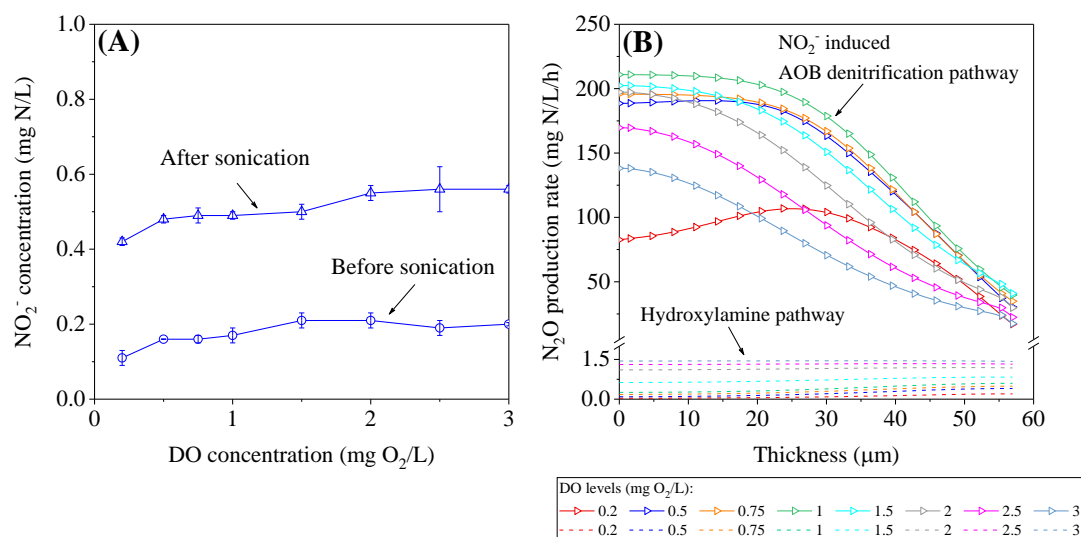 (A)
NO₂⁻ concentration (mg N/L)
1.0
0.8
0.6
0.4
0.2
0.0
After sonication
Before sonication
0 1 2 3
DO concentration (mg O₂/L)
(B)
N₂O production rate (mg N/L/h)
250
200
150
100
50
1.5
0.0
NO₂⁻ induced
AOB denitrification pathway
Hydroxylamine pathway
0 10 20 30 40 50 60
Thickness (μm)
DO levels (mg O₂/L):
0.2 0.5 0.75 1 1.5 2 2.5 3
0.2 0.5 0.75 1 1.5 2 2.5 3